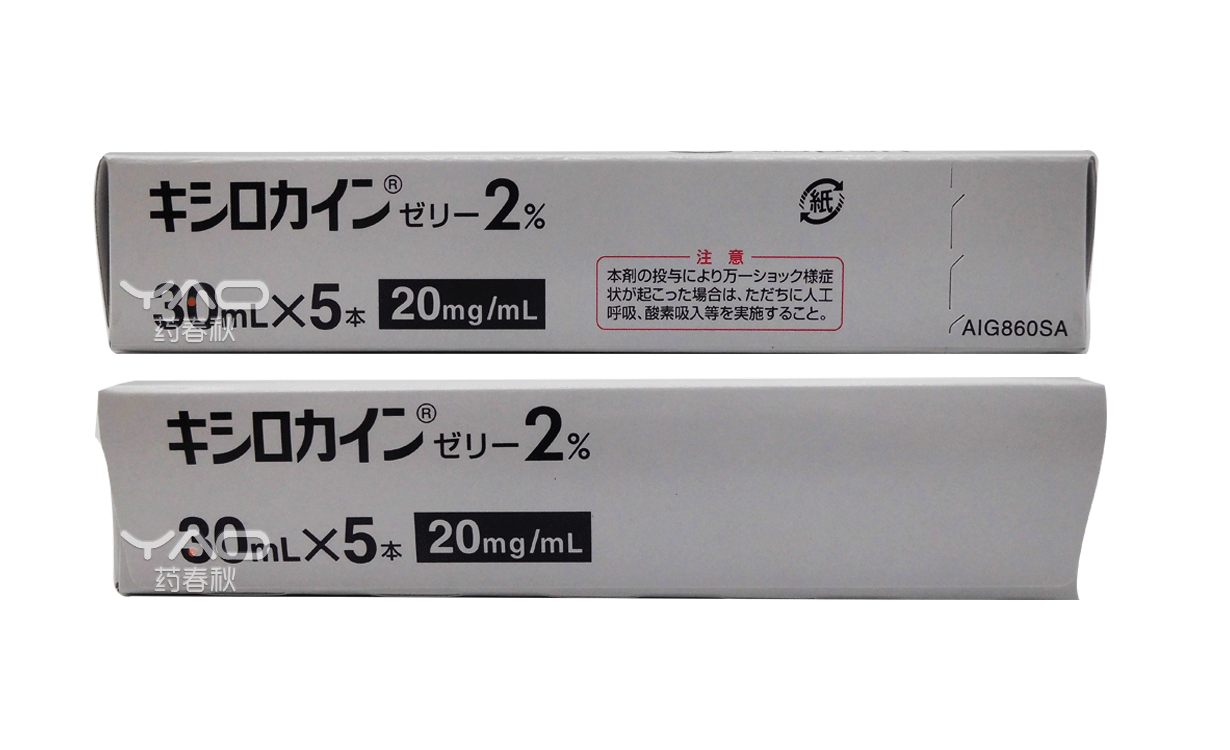 キシロカイン® ゼリー 2%
紙
30mL×5本 20mg/mL
注意
本剤の投与により万一ショック様症
状が起こった場合は、ただちに人工
呼吸、酸素吸入等を実施すること。
AIG860SA
YAO
药春秋
キシロカイン® ゼリー 2%
30mL×5本 20mg/mL
YAO
药春秋